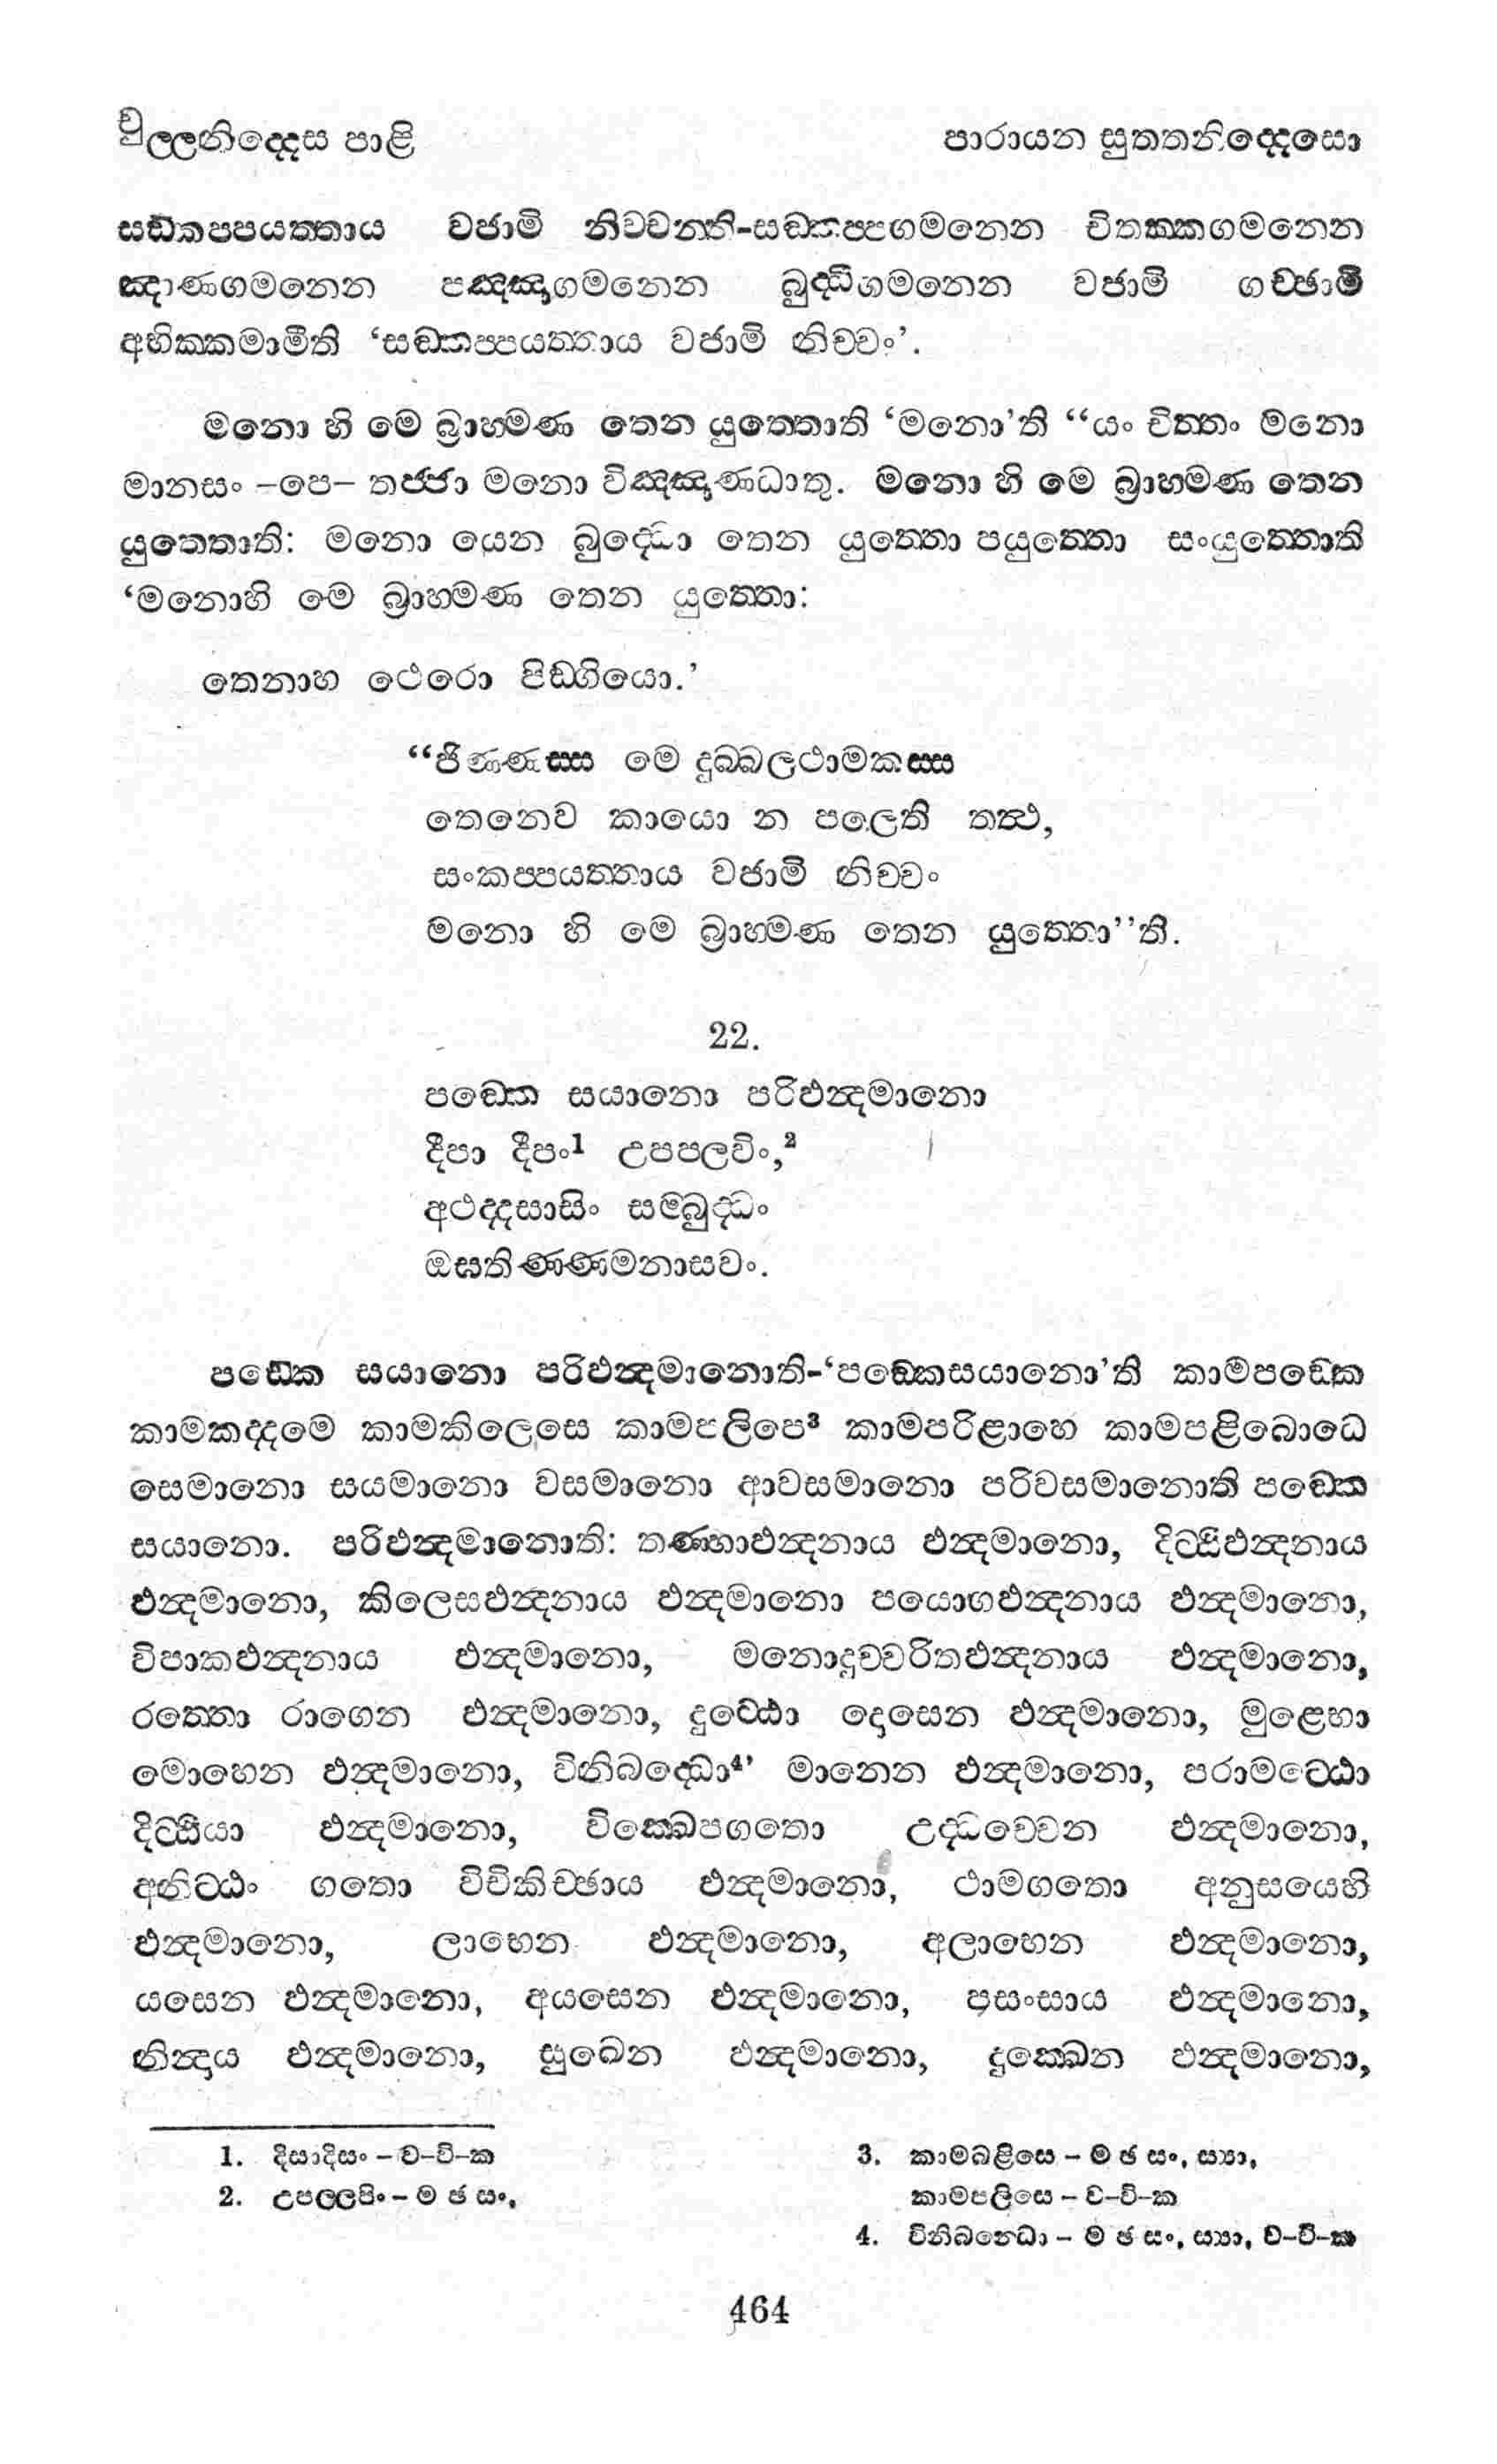 චුල්ලනිද්දෙස පාළි
පාරායන සුත්තනිද්දෙසො
සඞ්කප්පයත්තාය වජාමි නිච්චන්ති-සඞ්කප්පගමනෙන විතක්කගමනෙන
ඤාණගමනෙන පඤ්ඤාගමනෙන බුද්ධිගමනෙන වජාමි ගච්ඡාමි
අභික්කමාමීති ‘සඞ්කප්පයත්තාය වජාමි නිච්චං’.
මනො හි මෙ බ්‍රාහ්මණ තෙන යුත්තොති ‘මනො’ති “යං චිත්තං මනො
මානසං –පෙ– තජ්ජා මනො විඤ්ඤාණධාතු. මනො හි මෙ බ්‍රාහ්මණ තෙන
යුත්තොති: මනො යෙන බුද්ධො තෙන යුත්තො පයුත්තො සංයුත්තොති
‘මනොහි මෙ බ්‍රාහ්මණ තෙන යුත්තො:
තෙනාහ ථෙරො පිඞ්ගියො.’
“ජිණ්ණස්ස මෙ දුබ්බලථාමකස්ස
තෙනෙව කායො න පලෙති තත්ථ,
සංකප්පයත්තාය වජාමි නිච්චං
මනො හි මෙ බ්‍රාහ්මණ තෙන යුත්තො’’ති.
22.
පඞ්කෙ සයානො පරිඵන්දමානො
දීපා දීපං1 උපප්ලවිං,2
අථද්දසාසිං සම්බුද්ධං
ඔඝතිණ්ණමනාසවං.
පඞ්කෙ සයානො පරිඵන්දමානොති-‘පඞ්කෙසයානො’ති කාමපඞ්කෙ
කාමකද්දමෙ කාමකිලෙසෙ කාමපලිපෙ3 කාමපරිළාහෙ කාමපළිබොධෙ
සෙමානො සයමානො වසමානො ආවසමානො පරිවසමානොති පඞ්කෙ
සයානො. පරිඵන්දමානොති: තණ්හාඵන්දනාය ඵන්දමානො, දිට්ඨිඵන්දනාය
ඵන්දමානො, කිලෙසඵන්දනාය ඵන්දමානො පයොගඵන්දනාය ඵන්දමානො,
විපාකඵන්දනාය ඵන්දමානො, මනොදුච්චරිතඵන්දනාය ඵන්දමානො,
රත්තො රාගෙන ඵන්දමානො, දුට්ඨො දොසෙන ඵන්දමානො, මුළ්හො
මොහෙන ඵන්දමානො, විනිබද්ධො4’ මානෙන ඵන්දමානො, පරාමට්ඨො
දිට්ඨියා ඵන්දමානො, වික්ඛෙපගතො උද්ධච්චෙන ඵන්දමානො,
අනිට්ඨං ගතො විචිකිච්ඡාය ඵන්දමානො, ථාමගතො අනුසයෙහි
ඵන්දමානො, ලාභෙන ඵන්දමානො, අලාභෙන ඵන්දමානො,
යසෙන ඵන්දමානො, අයසෙන ඵන්දමානො, පසංසාය ඵන්දමානො,
නින්දාය ඵන්දමානො, සුඛෙන ඵන්දමානො, දුක්ඛෙන ඵන්දමානො,
1. දිසාදිසං – ව–වි–ක
2. උපල්ලපිං – ම ඡ සං,
3. කාමබළිසෙ – ම ඡ සං, ස්‍යා,
කාමපලිසෙ – ව–වි–ක
4. විනිබන්ධො – ම ඡ සං, ස්‍යා, ව–වි–ක
464